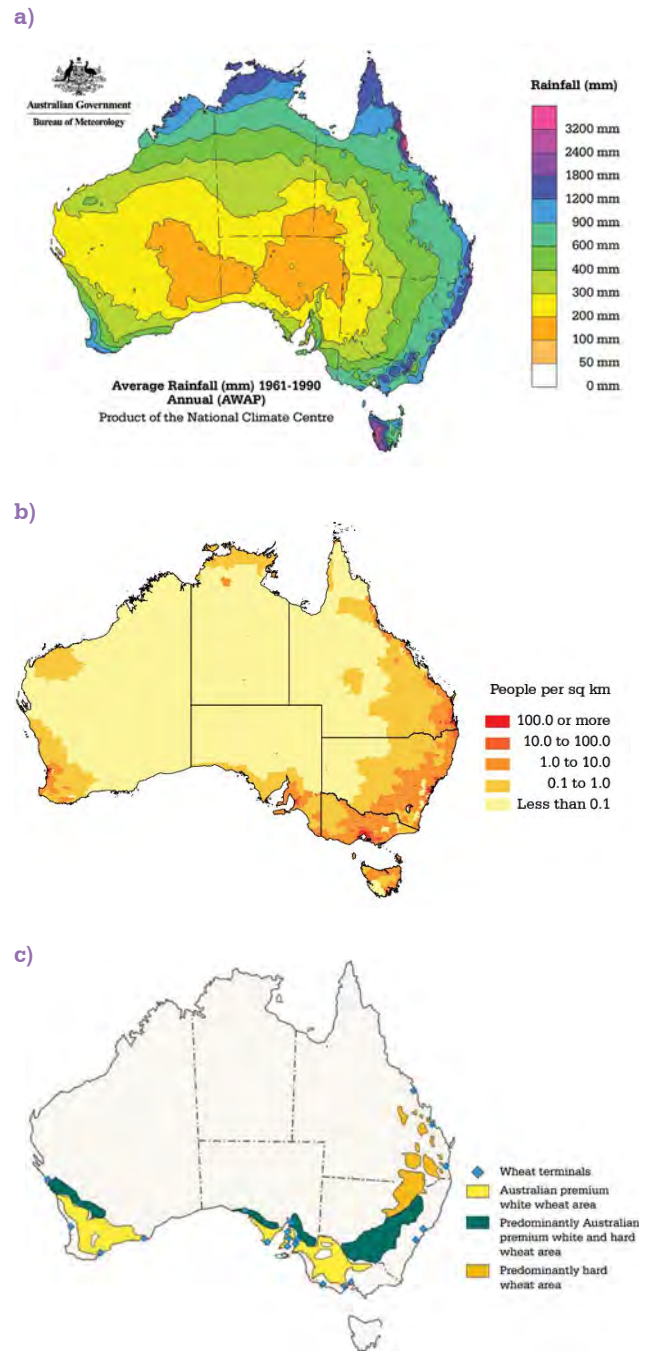 a)
Australian Government
Bureau of Meteorology
Rainfall (mm)
3200 mm
2400 mm
1800 mm
1200 mm
900 mm
600 mm
400 mm
300 mm
200 mm
100 mm
50 mm
0 mm
Average Rainfall (mm) 1961-1990
Annual (AWAP)
Product of the National Climate Centre
b)
People per sq km
100.0 or more
10.0 to 100.0
1.0 to 10.0
0.1 to 1.0
Less than 0.1
c)
Wheat terminals
Australian premium
white wheat area
Predominantly Australian
premium white and hard
wheat area
Predominantly hard
wheat area